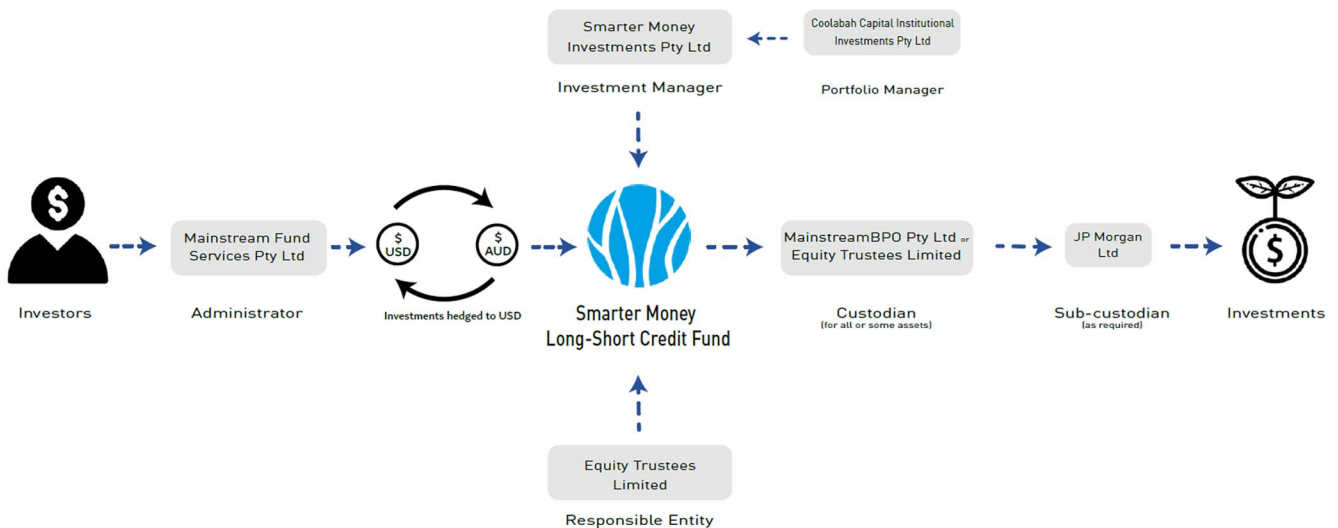 Smarter Money
Investments Pty Ltd
Investment Manager
Coolabah Capital Institutional
Investments Pty Ltd
Portfolio Manager
$
Investors
Mainstream Fund
Services Pty Ltd
Administrator
$
USD
$
AUD
Investments hedged to USD
Smarter Money
Long-Short Credit Fund
MainstreamBPO Pty Ltd or
Equity Trustees Limited
Custodian
(for all or some assets)
JP Morgan
Ltd
Sub-custodian
(as required)
$
Investments
Equity Trustees
Limited
Responsible Entity